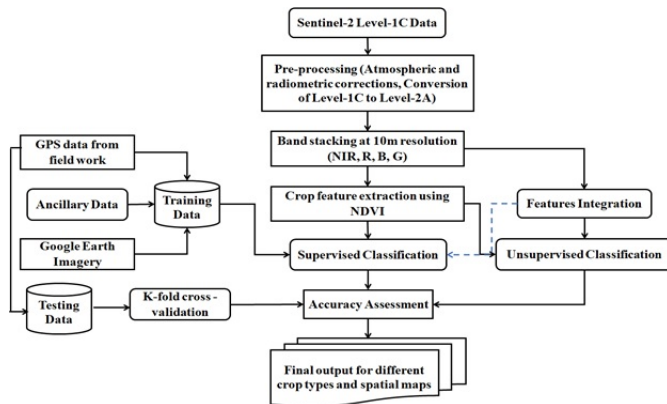 Sentinel-2 Level-1C Data
Pre-processing (Atmospheric and
radiometric corrections, Conversion
of Level-1C to Level-2A)
GPS data from
field work
Band stacking at 10m resolution
(NIR, R, B, G)
Ancillary Data
Training
Data
Crop feature extraction using
NDVI
Features Integration
Google Earth
Imagery
Supervised Classification
Unsupervised Classification
Testing
Data
K-fold cross -
validation
Accuracy Assessment
Final output for different
crop types and spatial maps